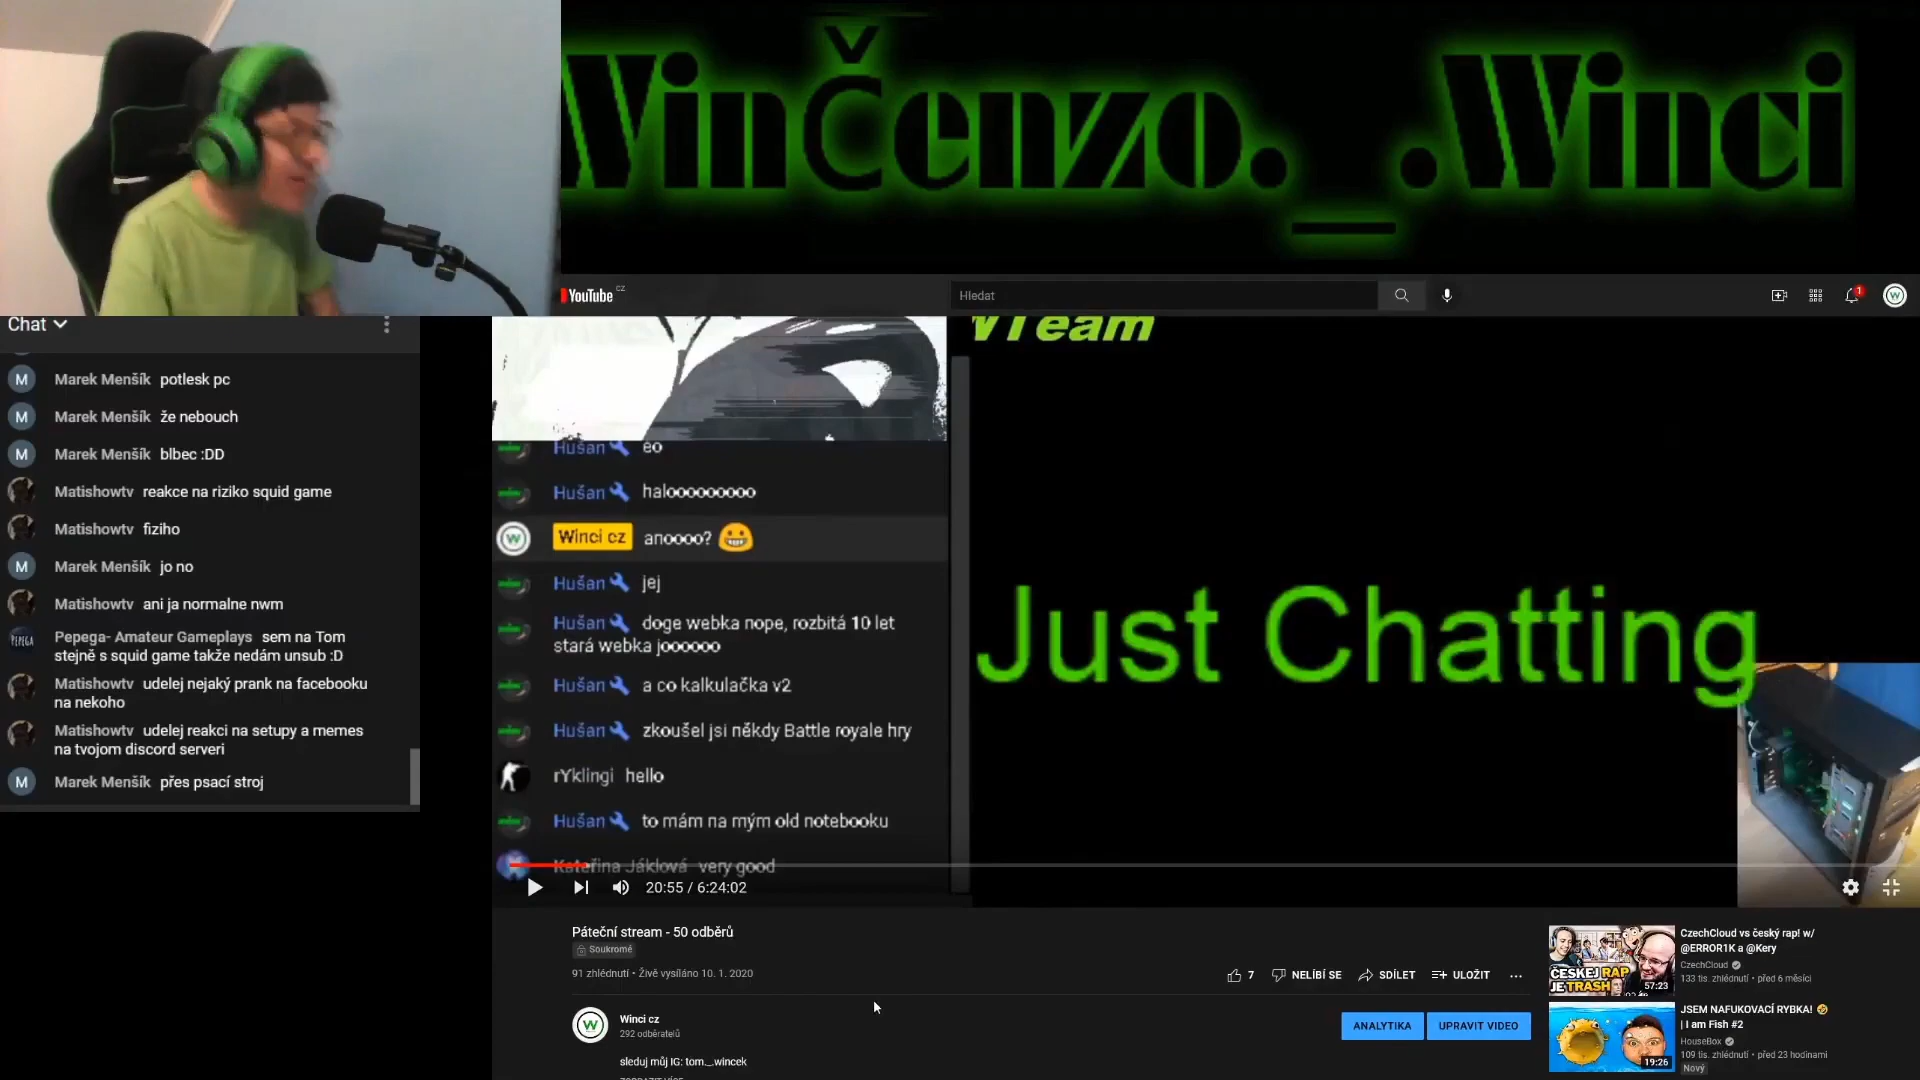 WinČenzo._.Winci
YouTube CZ
Hledat
1
Chat
Marek Menšík potlesk pc
Marek Menšík že nebouch
Marek Menšík blbec :DD
Matishowtv reakce na riziko squid game
Matishowtv fiziho
Marek Menšík jo no
Matishowtv ani ja normalne nwm
PEPEGA
Pepega- Amateur Gameplays sem na Tom
stejně s squid game takže nedám unsub :D
Matishowtv udelej nejaký prank na facebooku
na nekoho
Matishowtv udelej reakci na setupy a memes
na tvojom discord serveri
Marek Menšík přes psací stroj
VTeam
Hušan eo
Hušan halooooooooo
Winci cz anoooo?
Hušan jej
Hušan doge webka nope, rozbitá 10 let
stará webka joooooo
Hušan a co kalkulačka v2
Hušan zkoušel jsi někdy Battle royale hry
rYklingi hello
Hušan to mám na mým old notebooku
Kateřina Jáklová very good
Just Chatting
20:55 / 6:24:02
Páteční stream - 50 odběrů
Soukromé
91 zhlédnutí • Živě vysíláno 10. 1. 2020
7
NELÍBÍ SE
SDÍLET
ULOŽIT
Winci cz
292 odběratelů
ANALYTIKA
UPRAVIT VIDEO
sleduj můj IG: tom._.wincek
ČESKEJ RAP
JE TRASH
57:23
CzechCloud vs český rap! w/
@ERROR1K a @Kery
CzechCloud
133 tis. zhlédnutí • před 6 měsíci
19:26
JSEM NAFUKOVACÍ RYBKA!
| I am Fish #2
HouseBox
109 tis. zhlédnutí • před 23 hodinami
Nový